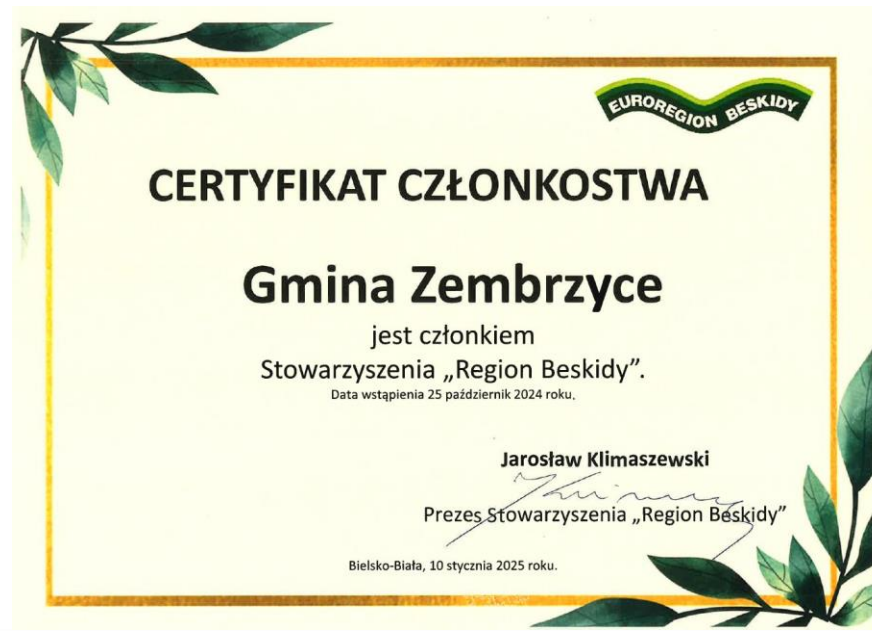 EUROREGION BESKIDY
CERTYFIKAT CZŁONKOSTWA
Gmina Zembrzyce
jest członkiem
Stowarzyszenia „Region Beskidy”.
Data wstąpienia 25 październik 2024 roku.
Jarosław Klimaszewski
Prezes Stowarzyszenia „Region Beskidy”
Bielsko-Biała, 10 stycznia 2025 roku.